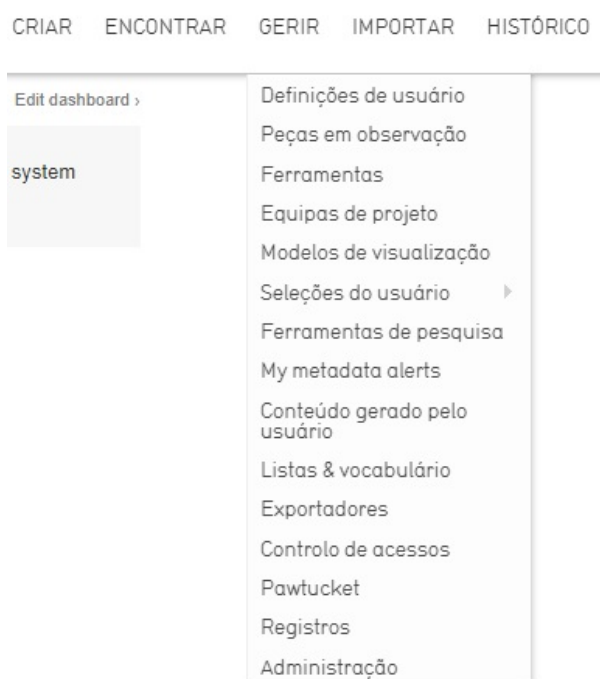 CRIAR ENCONTRAR GERIR IMPORTAR HISTÓRICO
Edit dashboard ›
system
Definições de usuário
Peças em observação
Ferramentas
Equipas de projeto
Modelos de visualização
Seleções do usuário
Ferramentas de pesquisa
My metadata alerts
Conteúdo gerado pelo
usuário
Listas & vocabulário
Exportadores
Controlo de acessos
Pawtucket
Registros
Administração